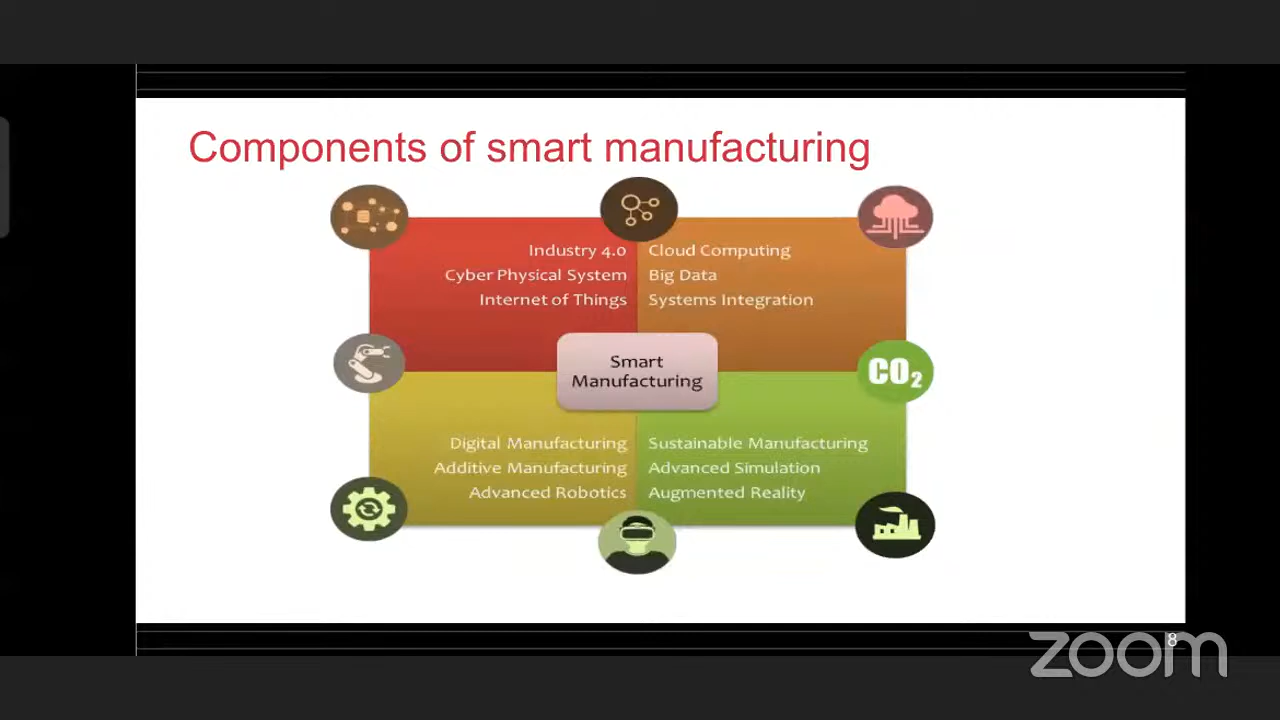 Components of smart manufacturing
Industry 4.0
Cyber Physical System
Internet of Things
Cloud Computing
Big Data
Systems Integration
Smart
Manufacturing
CO₂
Digital Manufacturing
Additive Manufacturing
Advanced Robotics
Sustainable Manufacturing
Advanced Simulation
Augmented Reality
8
zoom